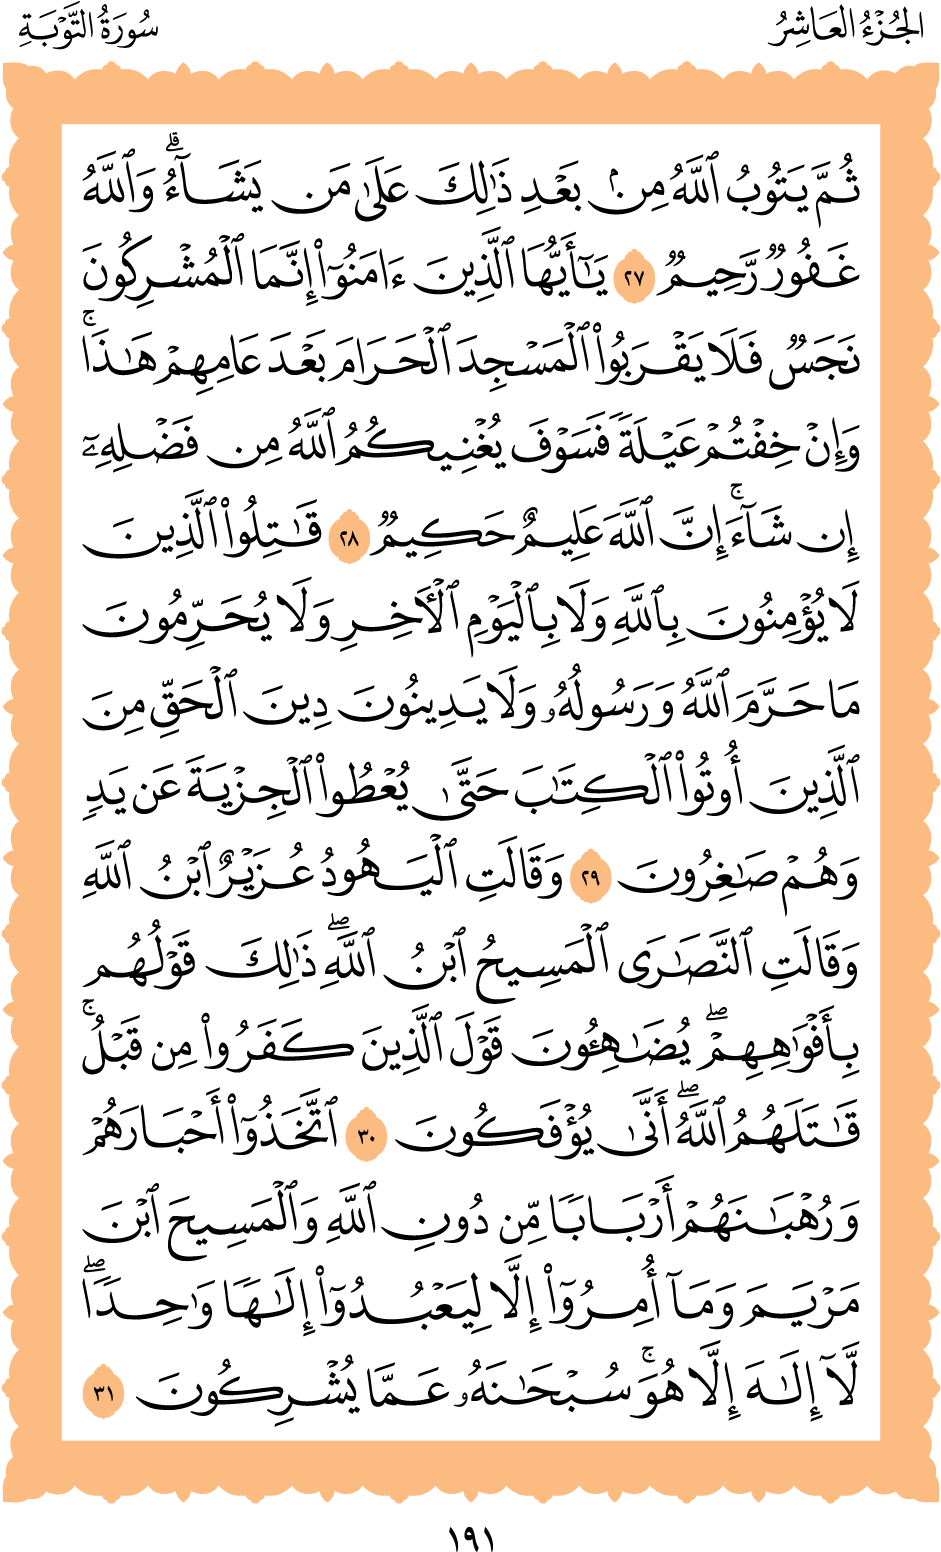 الجُزْءُ العَاشِرُ
سُورَةُ التَّوْبَةِ
ثُمَّ يَتُوبُ ٱللَّهُ مِنۢ بَعْدِ ذَٰلِكَ عَلَىٰ مَن يَشَآءُۗ وَٱللَّهُ
غَفُورٌ رَّحِيمٌ ٢٧ يَٰٓأَيُّهَا ٱلَّذِينَ ءَامَنُوٓا۟ إِنَّمَا ٱلْمُشْرِكُونَ
نَجَسٌ فَلَا يَقْرَبُوا۟ ٱلْمَسْجِدَ ٱلْحَرَامَ بَعْدَ عَامِهِمْ هَٰذَاۚ
وَإِنْ خِفْتُمْ عَيْلَةً فَسَوْفَ يُغْنِيكُمُ ٱللَّهُ مِن فَضْلِهِۦٓ
إِن شَآءَۚ إِنَّ ٱللَّهَ عَلِيمٌ حَكِيمٌ ٢٨ قَٰتِلُوا۟ ٱلَّذِينَ
لَا يُؤْمِنُونَ بِٱللَّهِ وَلَا بِٱلْيَوْمِ ٱلْأَخِرِ وَلَا يُحَرِّمُونَ
مَا حَرَّمَ ٱللَّهُ وَرَسُولُهُۥ وَلَا يَدِينُونَ دِينَ ٱلْحَقِّ مِنَ
ٱلَّذِينَ أُوتُوا۟ ٱلْكِتَٰبَ حَتَّىٰ يُعْطُوا۟ ٱلْجِزْيَةَ عَن يَدٍ
وَهُمْ صَٰغِرُونَ ٢٩ وَقَالَتِ ٱلْيَهُودُ عُزَيْرٌ ٱبْنُ ٱللَّهِ
وَقَالَتِ ٱلنَّصَٰرَى ٱلْمَسِيحُ ٱبْنُ ٱللَّهِۖ ذَٰلِكَ قَوْلُهُم
بِأَفْوَٰهِهِمْۖ يُضَٰهِـُٔونَ قَوْلَ ٱلَّذِينَ كَفَرُوا۟ مِن قَبْلُۚ
قَٰتَلَهُمُ ٱللَّهُۖ أَنَّىٰ يُؤْفَكُونَ ٣٠ ٱتَّخَذُوٓا۟ أَحْبَارَهُمْ
وَرُهْبَٰنَهُمْ أَرْبَابًا مِّن دُونِ ٱللَّهِ وَٱلْمَسِيحَ ٱبْنَ
مَرْيَمَ وَمَآ أُمِرُوٓا۟ إِلَّا لِيَعْبُدُوٓا۟ إِلَٰهًا وَٰحِدًاۖ
لَّآ إِلَٰهَ إِلَّا هُوَۚ سُبْحَٰنَهُۥ عَمَّا يُشْرِكُونَ ٣١
١٩١